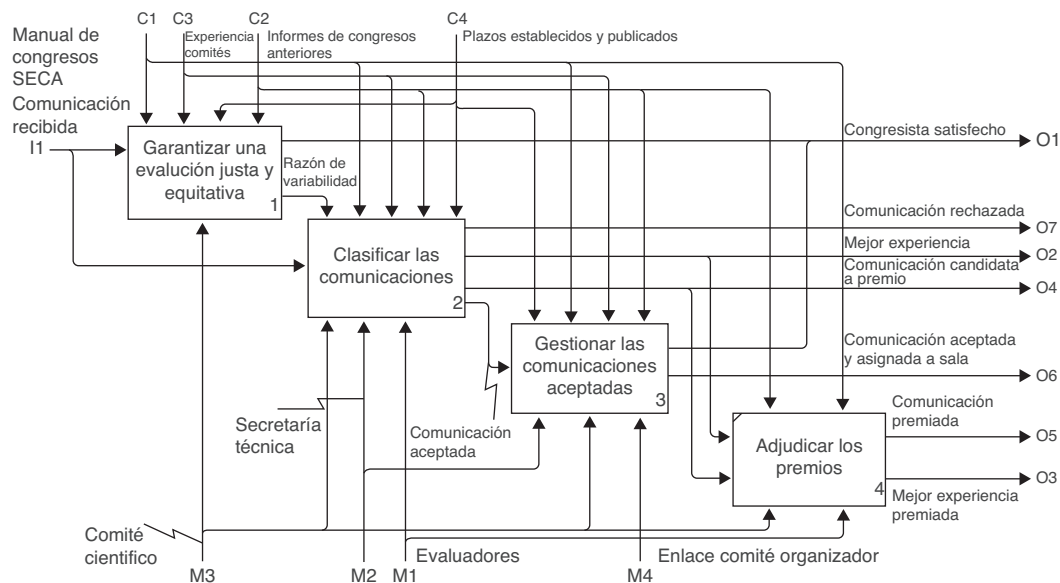 C1
C3
C2
C4
Manual de
congresos
SECA
Experiencia
comités
Informes de congresos
anteriores
Plazos establecidos y publicados
Comunicación
recibida
I1
Garantizar una
evalución justa y
equitativa
1
Razón de
variabilidad
Congresista satisfecho
O1
Clasificar las
comunicaciones
2
Comunicación rechazada
O7
Mejor experiencia
O2
Comunicación candidata
a premio
O4
Gestionar las
comunicaciones
aceptadas
3
Comunicación aceptada
y asignada a sala
O6
Secretaría
técnica
Comunicación
aceptada
Adjudicar los
premios
4
Comunicación
premiada
O5
O3
Mejor experiencia
premiada
Comité
cientifico
Evaluadores
Enlace comité organizador
M3
M2
M1
M4